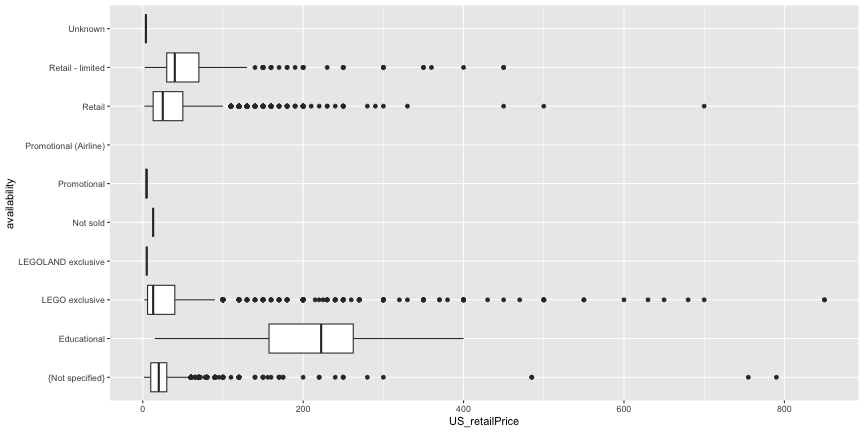 Unknown
Retail - limited
Retail
Promotional (Airline)
Promotional
Not sold
LEGOLAND exclusive
LEGO exclusive
Educational
{Not specified}
availability
0 200 400 600 800
US_retailPrice